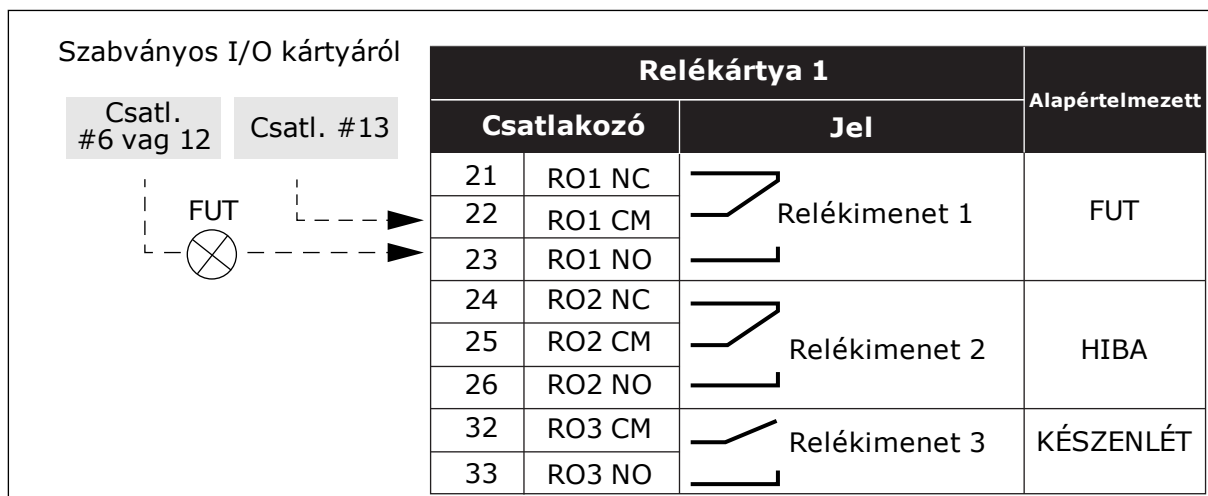 Szabványos I/O kártyáról
Csatl.
#6 vag 12
Csatl. #13
FUT
Relékártya 1
Alapértelmezett
Csatlakozó
Jel
21
RO1 NC
22
RO1 CM
Relékimenet 1
FUT
23
RO1 NO
24
RO2 NC
25
RO2 CM
Relékimenet 2
HIBA
26
RO2 NO
32
RO3 CM
Relékimenet 3
KÉSZENLÉT
33
RO3 NO